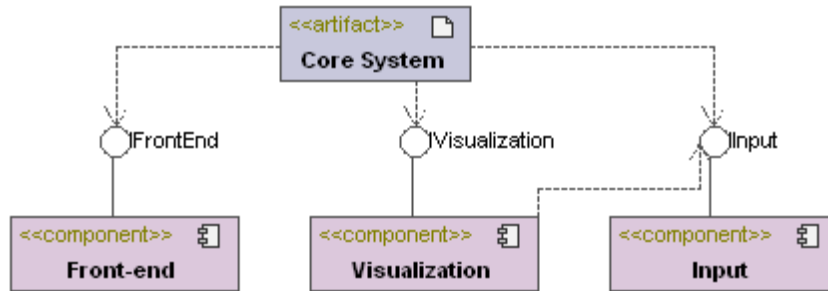 <<artifact>>
Core System
IFrontEnd
IVisualization
IInput
<<component>>
Front-end
<<component>>
Visualization
<<component>>
Input